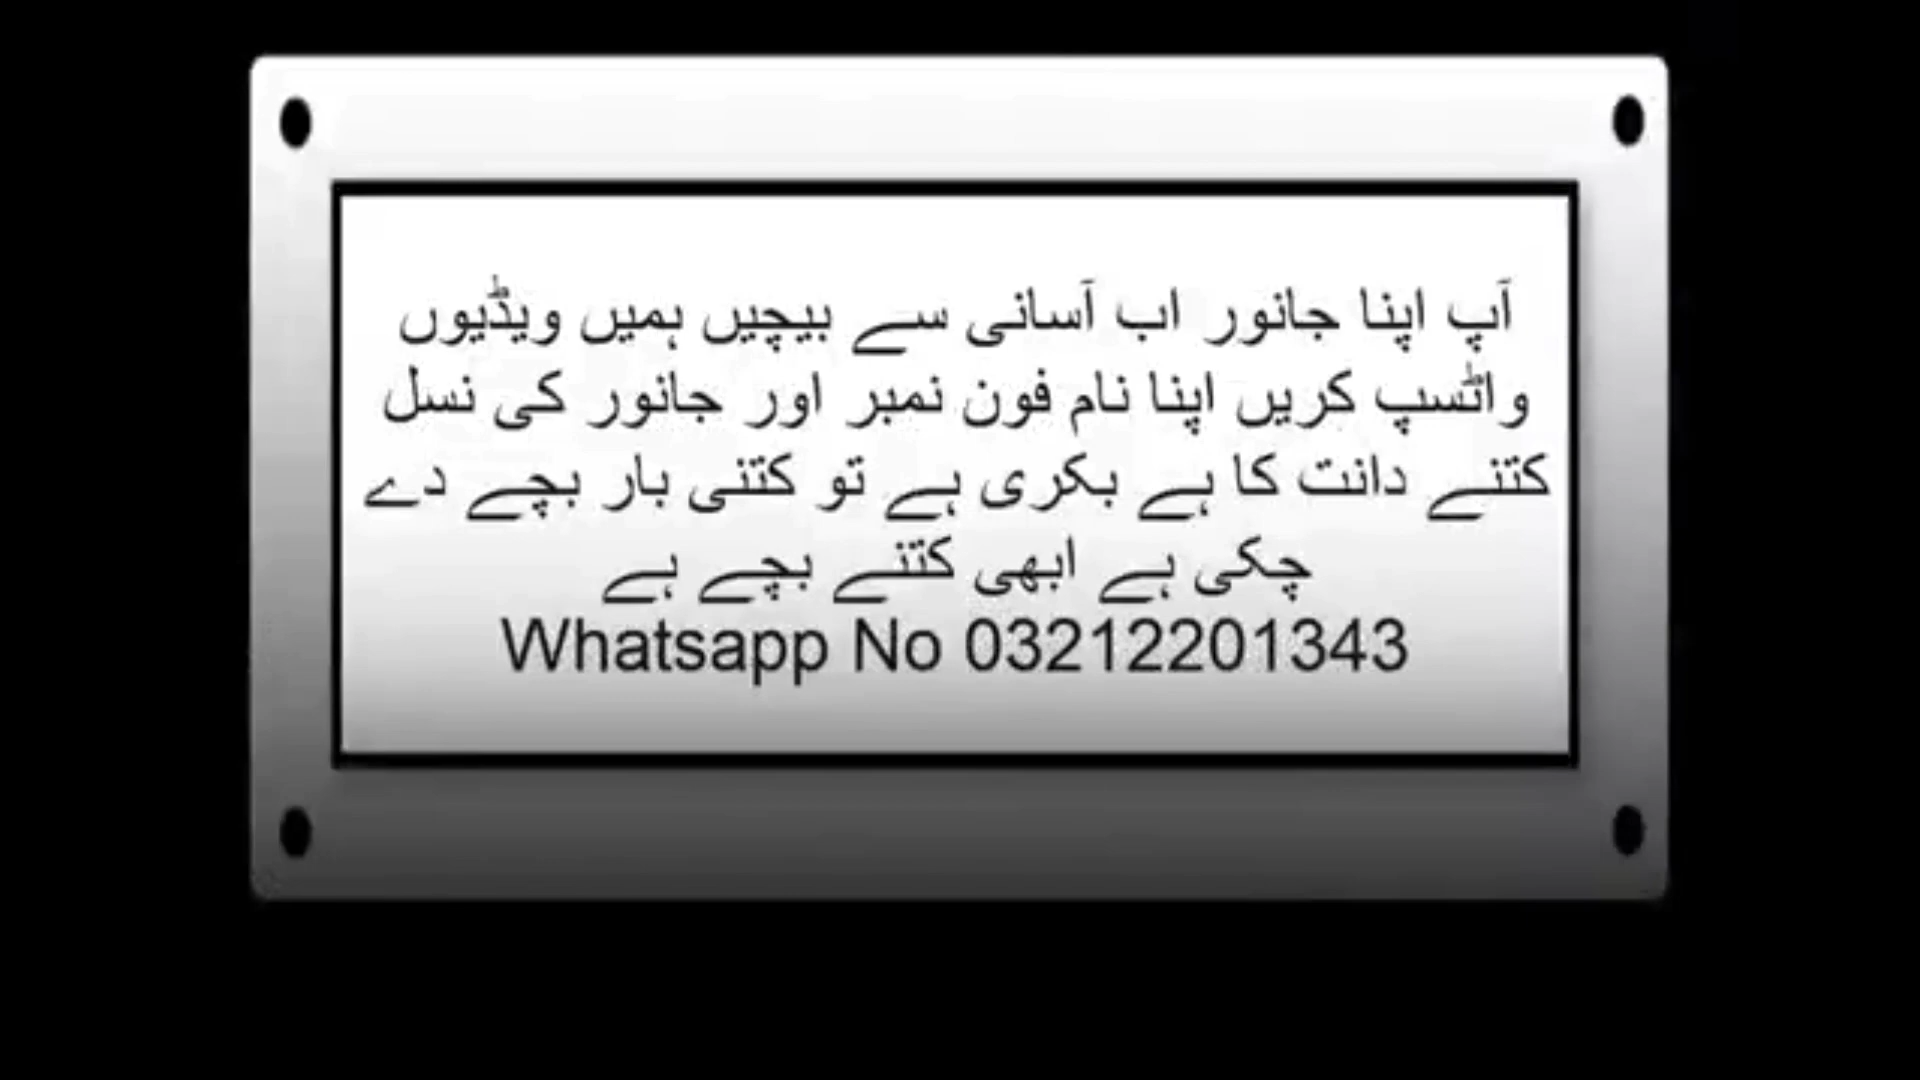 آپ اپنا جانور اب آسانی سے بیچیں ہمیں ویڈیوں
واٹسپ کریں اپنا نام فون نمبر اور جانور کی نسل
کتنے دانت کا ہے بکری ہے تو کتنی بار بچے دے
چکی ہے ابھی کتنے بچے ہے
Whatsapp No 03212201343